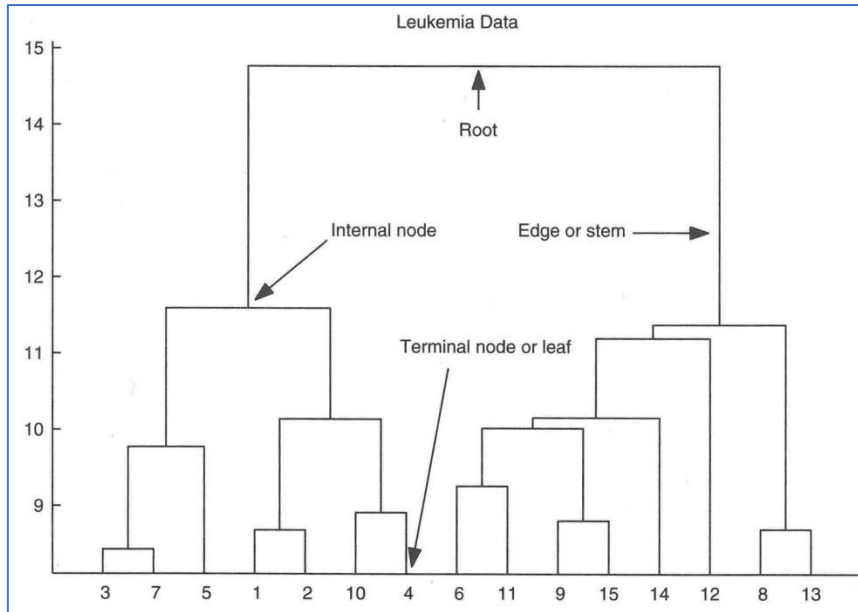 Leukemia Data
15
14
Root
13
Internal node
Edge or stem
12
Terminal node or leaf
11
10
9
3 7 5 1 2 10 4 6 11 9 15 14 12 8 13